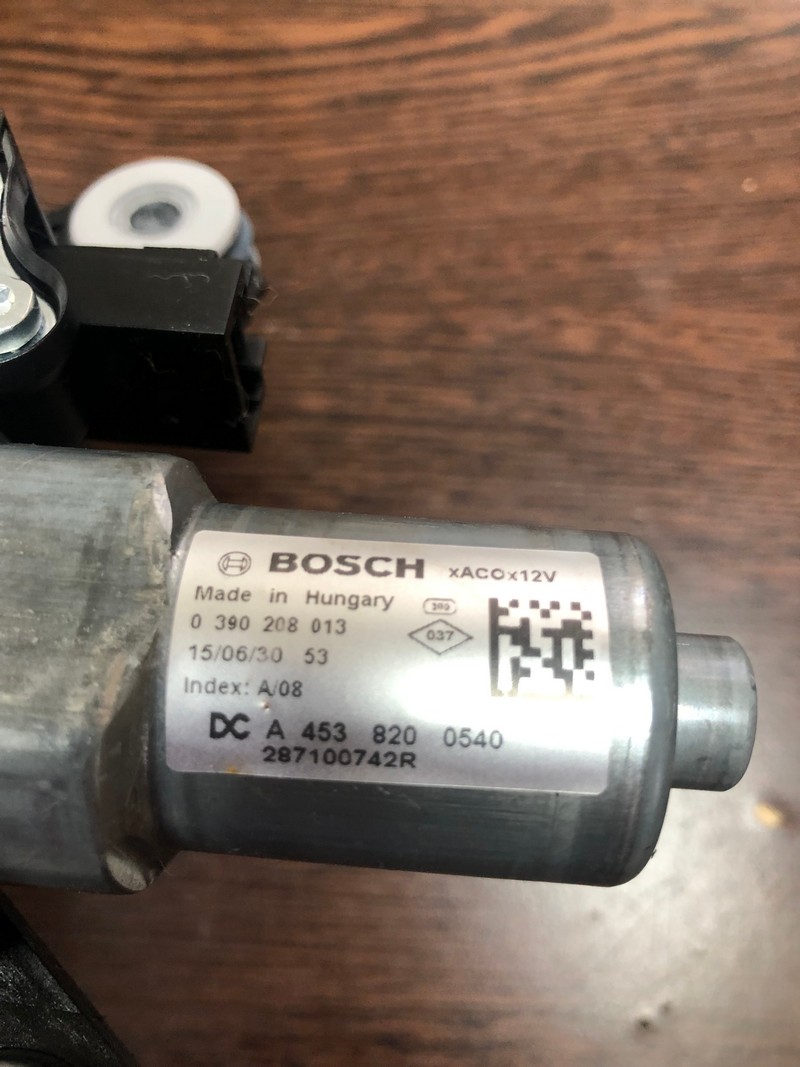 BOSCH xACOx12V
Made in Hungary
0 390 208 013
037
15/06/30 53
Index: A/08
DC A 453 820 0540
287100742R